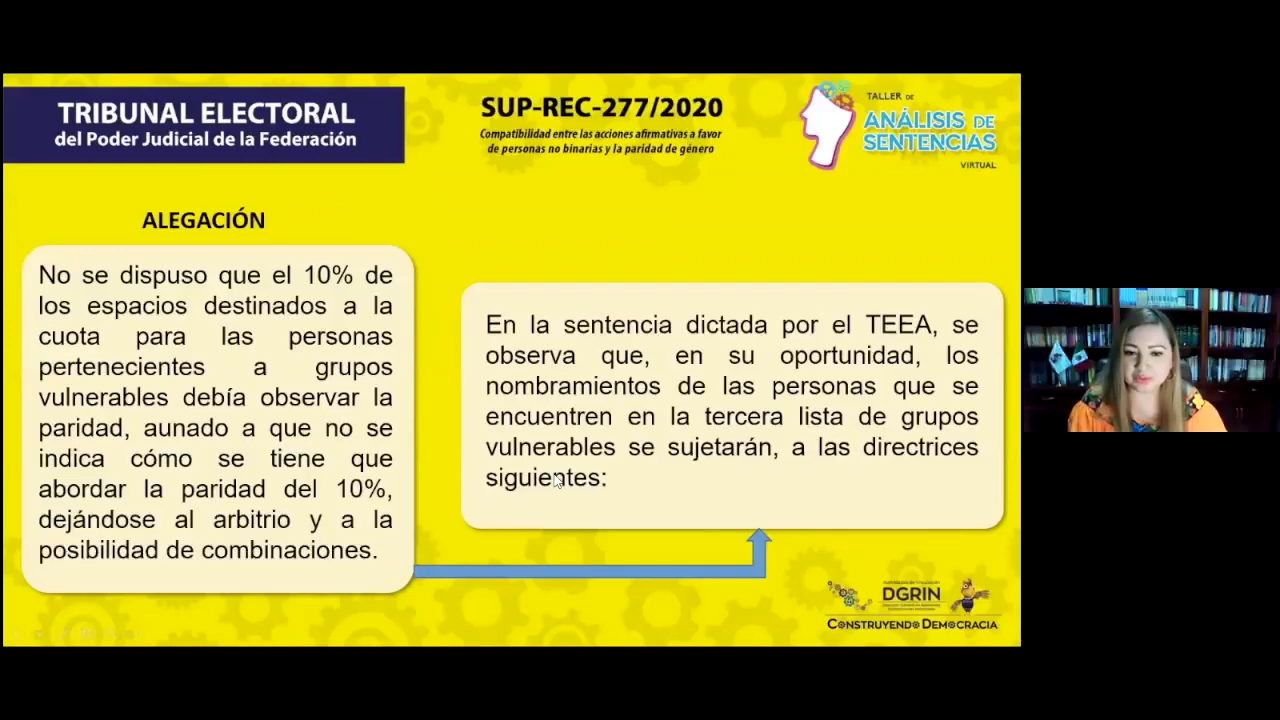 TRIBUNAL ELECTORAL
del Poder Judicial de la Federación
SUP-REC-277/2020
Compatibilidad entre las acciones afirmativas a favor
de personas no binarias y la paridad de género
TALLER DE
ANÁLISIS DE
SENTENCIAS
VIRTUAL
ALEGACIÓN
No se dispuso que el 10% de
los espacios destinados a la
cuota para las personas
pertenecientes a grupos
vulnerables debía observar la
paridad, aunado a que no se
indica cómo se tiene que
abordar la paridad del 10%,
dejándose al arbitrio y a la
posibilidad de combinaciones.
En la sentencia dictada por el TEEA, se
observa que, en su oportunidad, los
nombramientos de las personas que se
encuentren en la tercera lista de grupos
vulnerables se sujetarán, a las directrices
siguientes:
DGRIN
CONSTRUYENDO DEMOCRACIA